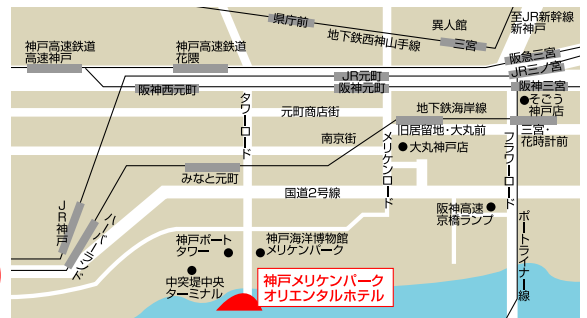 県庁前
地下鉄西神山手線
異人館
三宮
至JR新幹線
新神戸
神戸高速鉄道
高速神戸
神戸高速鉄道
花隈
阪急三宮
JR三ノ宮
JR元町
阪神西元町
阪神元町
阪神三宮
そごう
神戸店
タワーロード
元町商店街
地下鉄海岸線
旧居留地・大丸前
三宮・
花時計前
南京街
大丸神戸店
メリケンロード
フラワーロード
みなと元町
国道2号線
JR神戸
ハーバーランド
阪神高速
京橋ランプ
ポートライナー線
神戸ポート
タワー
神戸海洋博物館
メリケンパーク
中突堤中央
ターミナル
神戸メリケンパーク
オリエンタルホテル